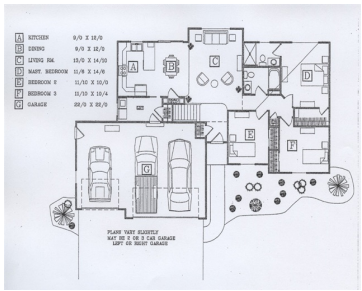 A KITCHEN 9/0 X 12/0
B DINING 9/0 X 12/0
C LIVING RM 13/0 X 14/10
D MAST. BEDROOM 11/6 X 14/6
E BEDROOM 2 11/10 X 10/0
F BEDROOM 3 11/10 X 10/4
G GARAGE 22/0 X 22/0
A
B
C
D
E
F
G
PLANS VARY SLIGHTLY
MAY BE 2 OR 3 CAR GARAGE
LEFT OR RIGHT GARAGE